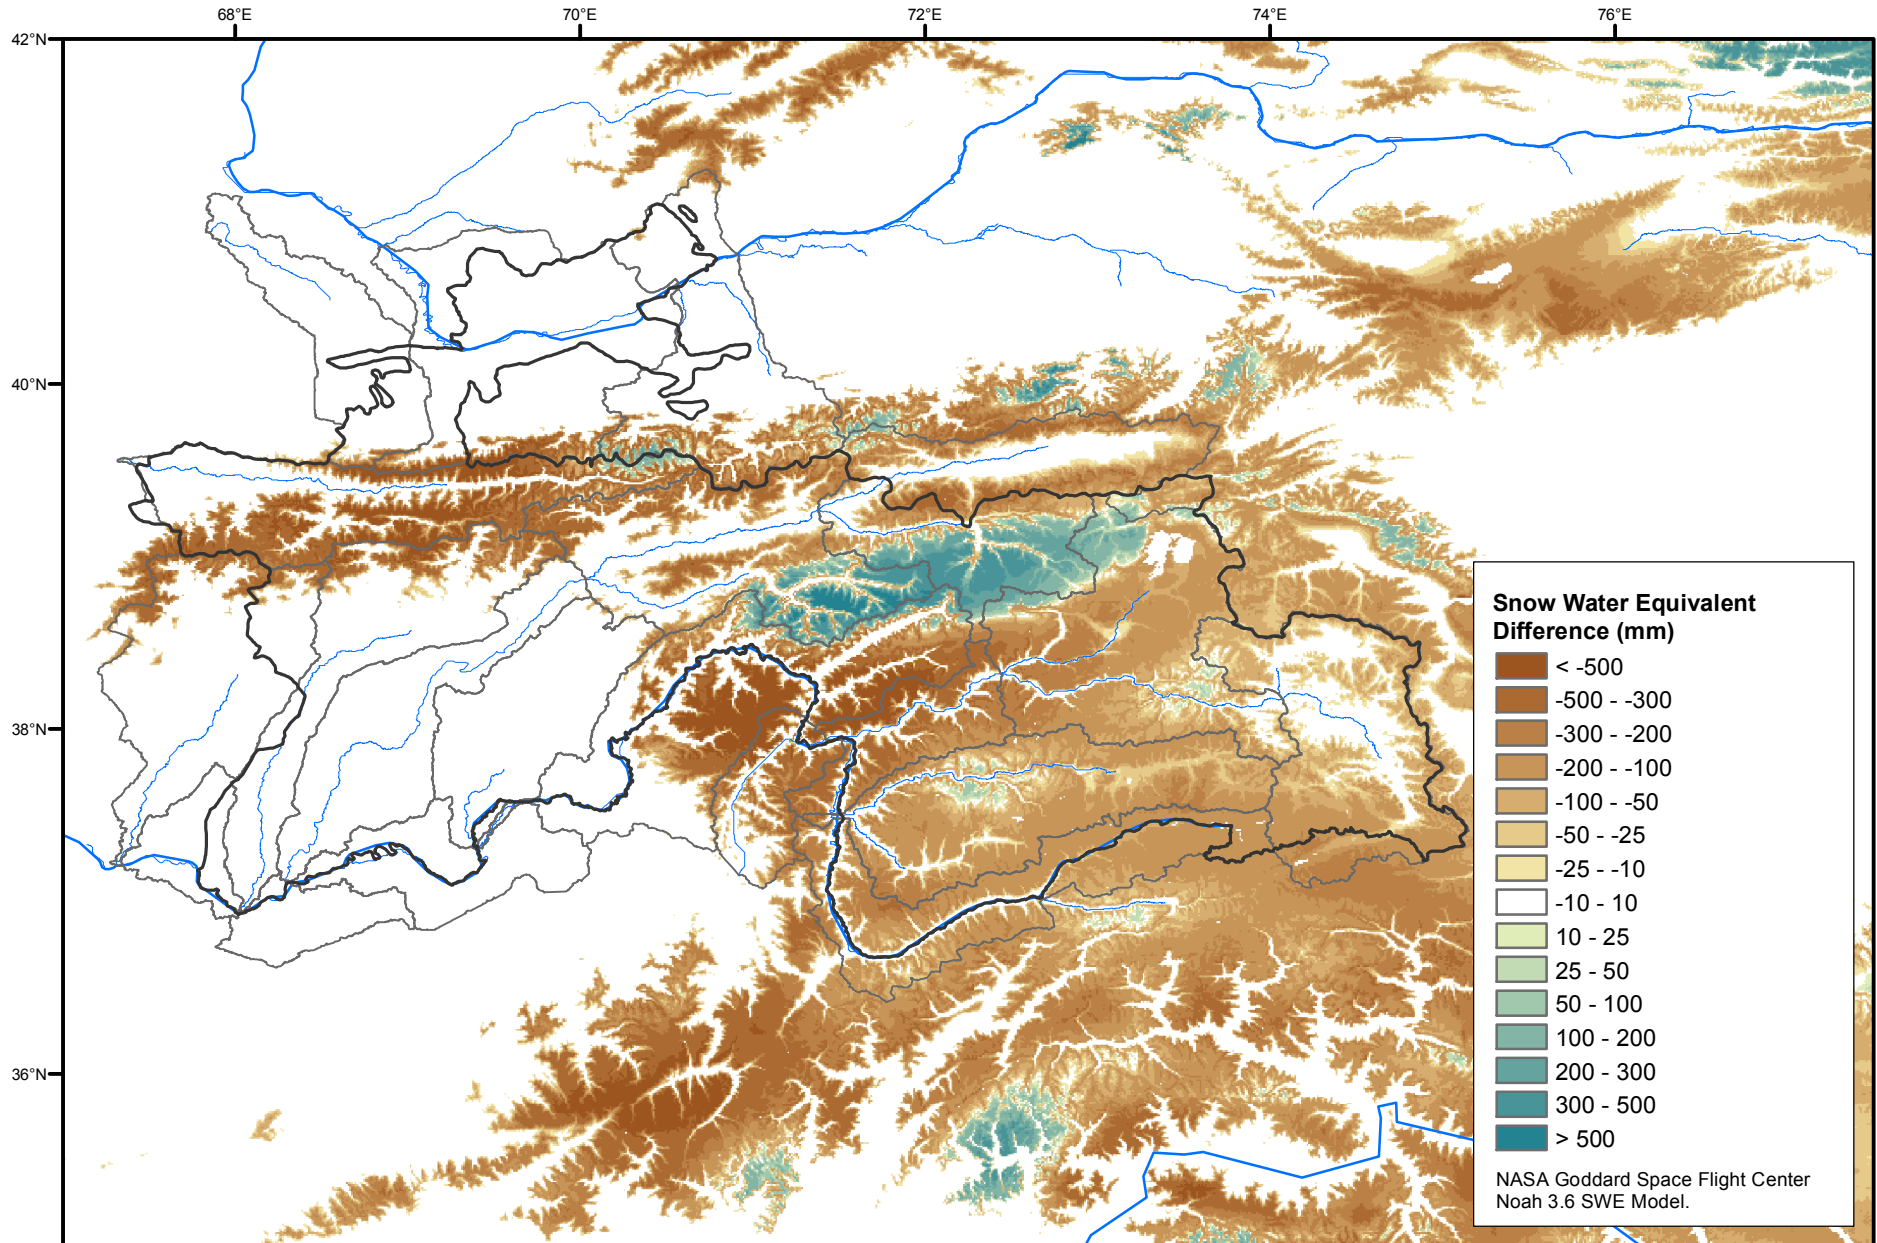 68°E
70°E
72°E
74°E
76°E
42°N
40°N
38°N
36°N
Snow Water Equivalent
Difference (mm)
< -500
-500 - -300
-300 - -200
-200 - -100
-100 - -50
-50 - -25
-25 - -10
-10 - 10
10 - 25
25 - 50
50 - 100
100 - 200
200 - 300
300 - 500
> 500
NASA Goddard Space Flight Center
Noah 3.6 SWE Model.